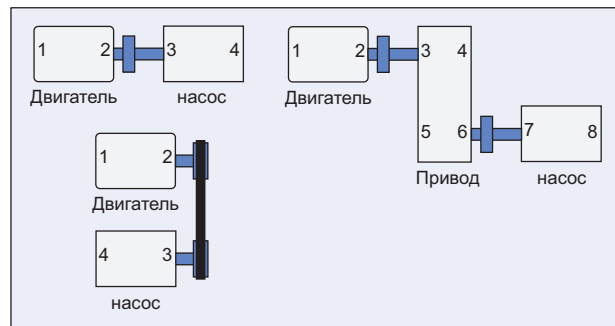 1 2 3 4
Двигатель насос
1 2 3 4
Двигатель
5 6 7 8
Привод насос
1 2
Двигатель
4 3
насос